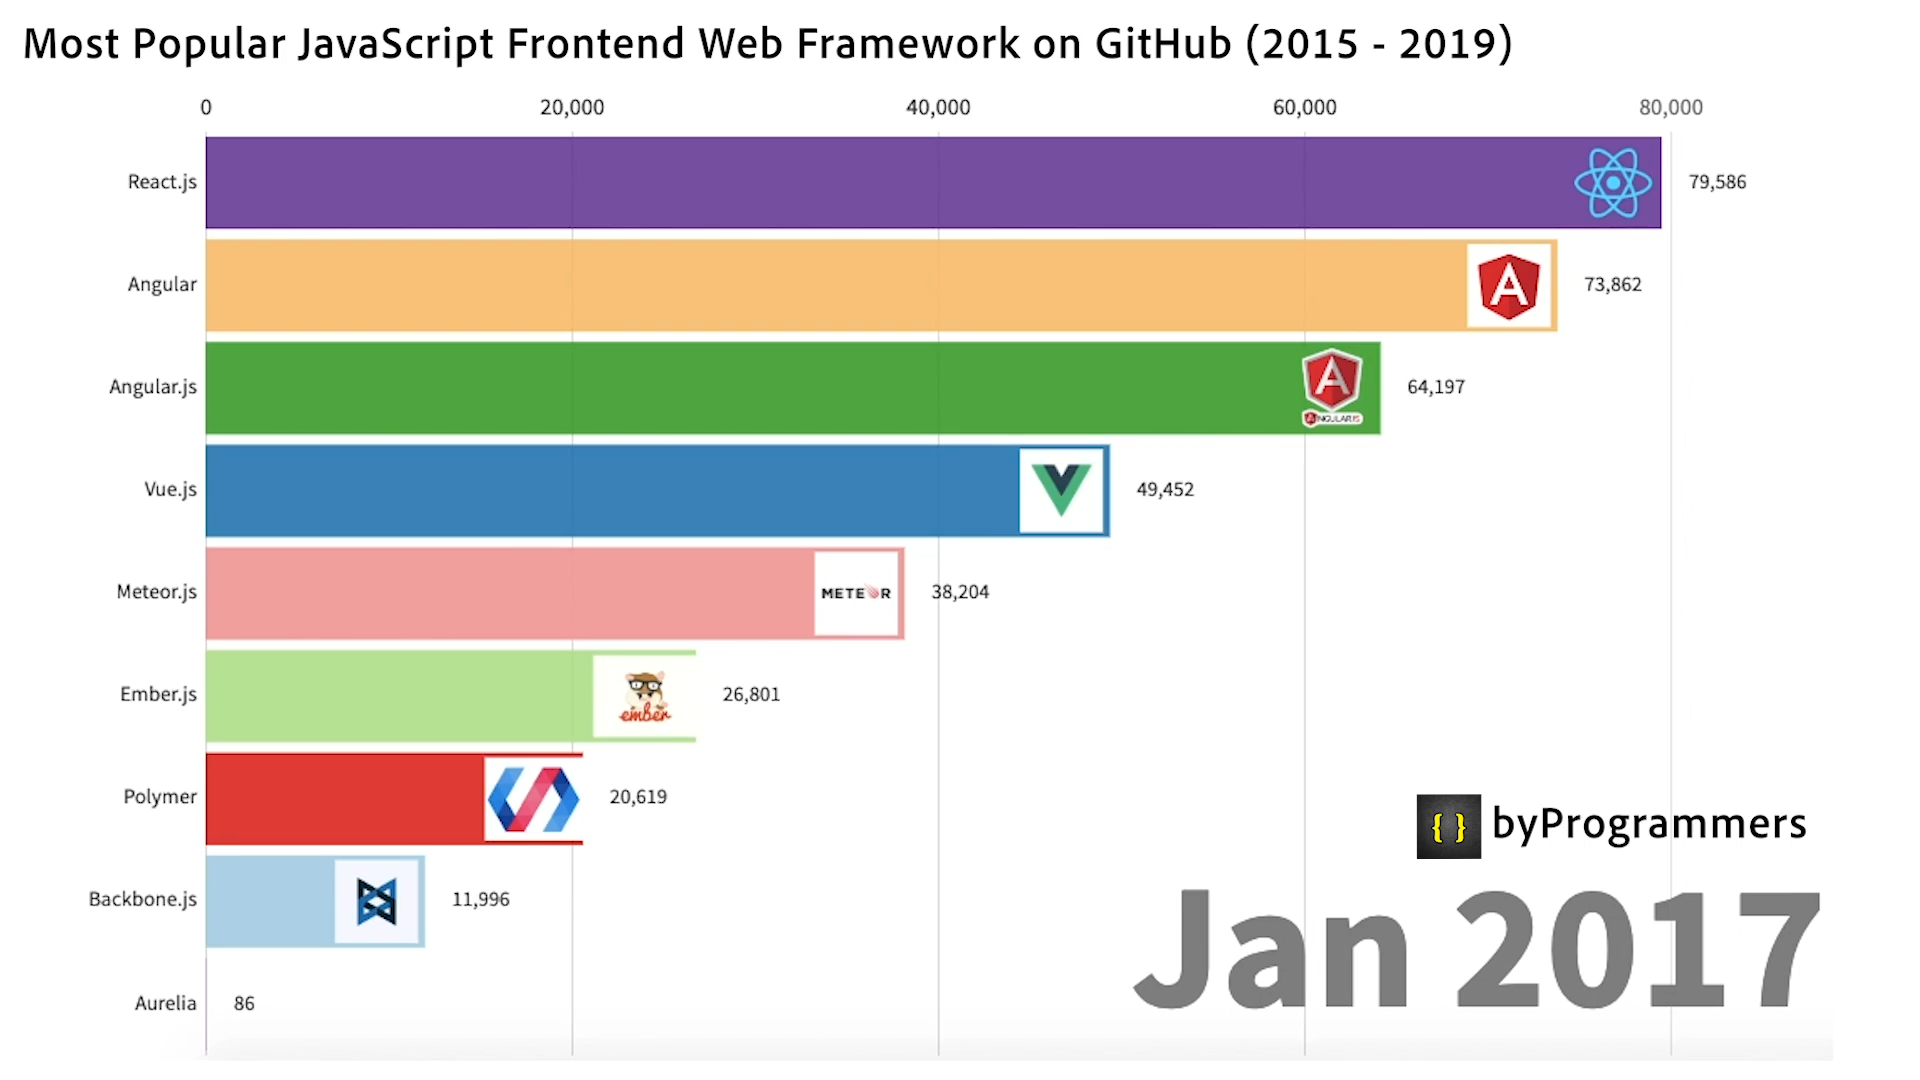 Most Popular JavaScript Frontend Web Framework on GitHub (2015 - 2019)
0 20,000 40,000 60,000 80,000
React.js 79,586
Angular 73,862
Angular.js 64,197
ANGULARJS
Vue.js 49,452
Meteor.js METEOR 38,204
Ember.js ember 26,801
Polymer 20,619
{ } byProgrammers
Backbone.js 11,996
Jan 2017
Aurelia 86